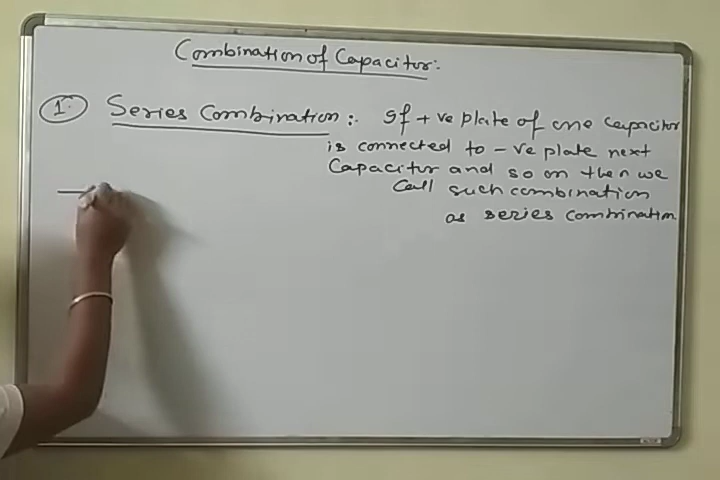 Combination of Capacitor:
1. Series Combination: If +ve plate of one capacitor
is connected to -ve plate next
Capacitor and so on then we
Call such combination
as series combination